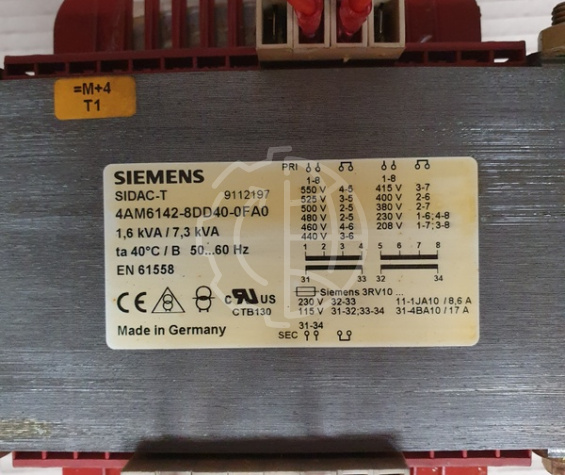 =M+4
T1
SIEMENS
SIDAC-T 9112197
4AM6142-8DD40-0FA0
1,6 kVA / 7,3 kVA
ta 40°C / B 50...60 Hz
EN 61558
CE
C UL US
CTB130
Made in Germany
PRI
1-8 1-8
550 V 4-5 415 V 3-7
525 V 3-5 400 V 2-6
500 V 2-5 380 V 2-7
480 V 2-5 230 V 1-6; 4-8
460 V 4-6 208 V 1-7; 3-8
440 V 3-6
1 2 3 4 5 6 7 8
31 33 32 34
Siemens 3RV10 ...
230 V 32-33 11-1JA10 / 8,6 A
115 V 31-32;33-34 31-4BA10 / 17 A
31-34
SEC